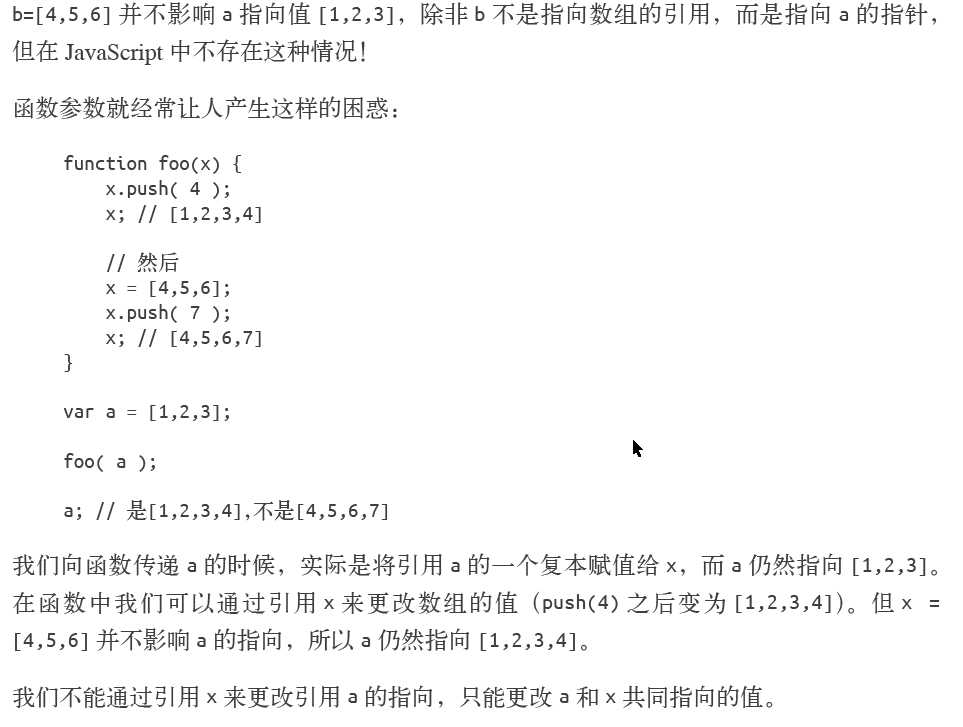 b=[4,5,6] 并不影响 a 指向值 [1,2,3]，除非 b 不是指向数组的引用，而是指向 a 的指针，
但在 JavaScript 中不存在这种情况！
函数参数就经常让人产生这样的困惑：
function foo(x) {
x.push( 4 );
x; // [1,2,3,4]
// 然后
x = [4,5,6];
x.push( 7 );
x; // [4,5,6,7]
}
var a = [1,2,3];
foo( a );
a; // 是[1,2,3,4],不是[4,5,6,7]
我们向函数传递 a 的时候，实际是将引用 a 的一个复本赋值给 x，而 a 仍然指向 [1,2,3]。
在函数中我们可以通过引用 x 来更改数组的值（push(4) 之后变为 [1,2,3,4]）。但 x =
[4,5,6] 并不影响 a 的指向，所以 a 仍然指向 [1,2,3,4]。
我们不能通过引用 x 来更改引用 a 的指向，只能更改 a 和 x 共同指向的值。